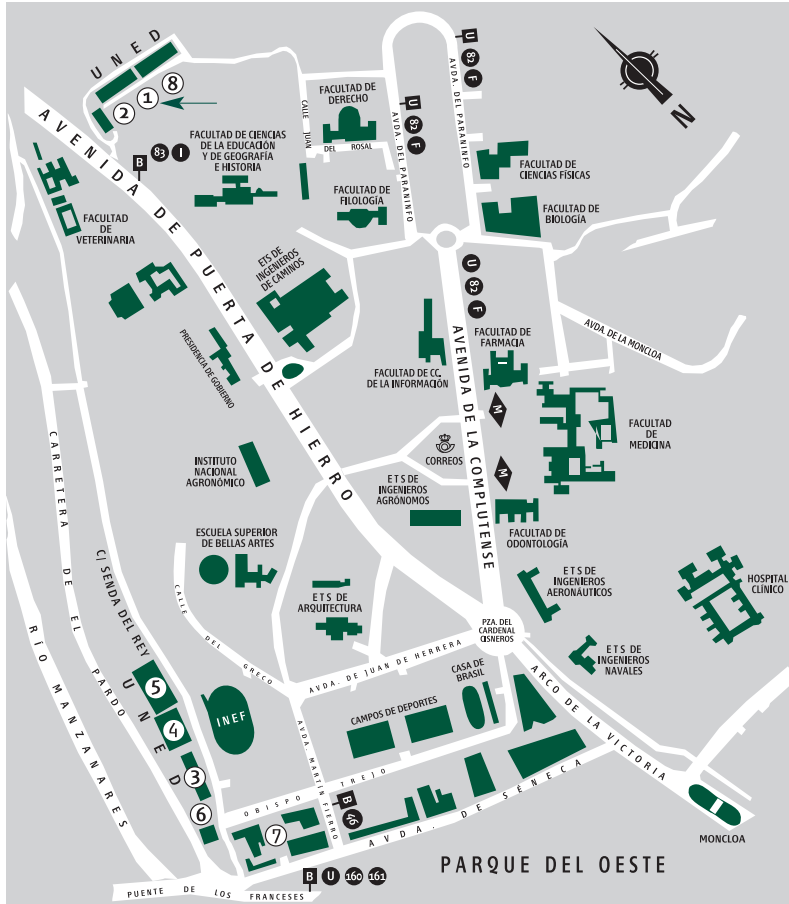 UNED
8
1
2
AVENIDA DE PUERTA DE HIERRO
B 83 I
FACULTAD DE CIENCIAS
DE LA EDUCACIÓN
Y DE GEOGRAFÍA
E HISTORIA
CALLE JUAN
DEL ROSAL
FACULTAD DE
DERECHO
U
82
F
AVDA. DEL PARANINFO
U
82
F
AVDA. DEL PARANINFO
N
FACULTAD DE
CIENCIAS FÍSICAS
FACULTAD DE
BIOLOGÍA
FACULTAD DE
FILOLOGÍA
FACULTAD
DE
VETERINARIA
ETS DE
INGENIEROS
DE CAMINOS
PRESIDENCIA DE GOBIERNO
U
82
F
AVENIDA DE LA COMPLUTENSE
FACULTAD DE
FARMACIA
AVDA. DE LA MONCLOA
FACULTAD DE CC.
DE LA INFORMACIÓN
M
M
FACULTAD
DE
MEDICINA
CORREOS
INSTITUTO
NACIONAL
AGRONÓMICO
ETS DE
INGENIEROS
AGRÓNOMOS
FACULTAD DE
ODONTOLOGÍA
ESCUELA SUPERIOR
DE BELLAS ARTES
CARRETERA DE EL PARDO
C/ SENDA DEL REY
RÍO MANZANARES
CALLE DEL GRECO
ETS DE
ARQUITECTURA
ETS DE
INGENIEROS
AERONÁUTICOS
HOSPITAL
CLÍNICO
PZA. DEL
CARDENAL
CISNEROS
ETS DE
INGENIEROS
NAVALES
AVDA. DE JUAN DE HERRERA
CASA DE
BRASIL
ARCO DE LA VICTORIA
UNED
5
4
3
6
INEF
CAMPOS DE DEPORTES
AVDA. MARTÍN FIERRO
OBISPO TREJO
B
46
7
AVDA. DE SÉNECA
MONCLOA
PARQUE DEL OESTE
B U 160 161
PUENTE DE LOS FRANCESES